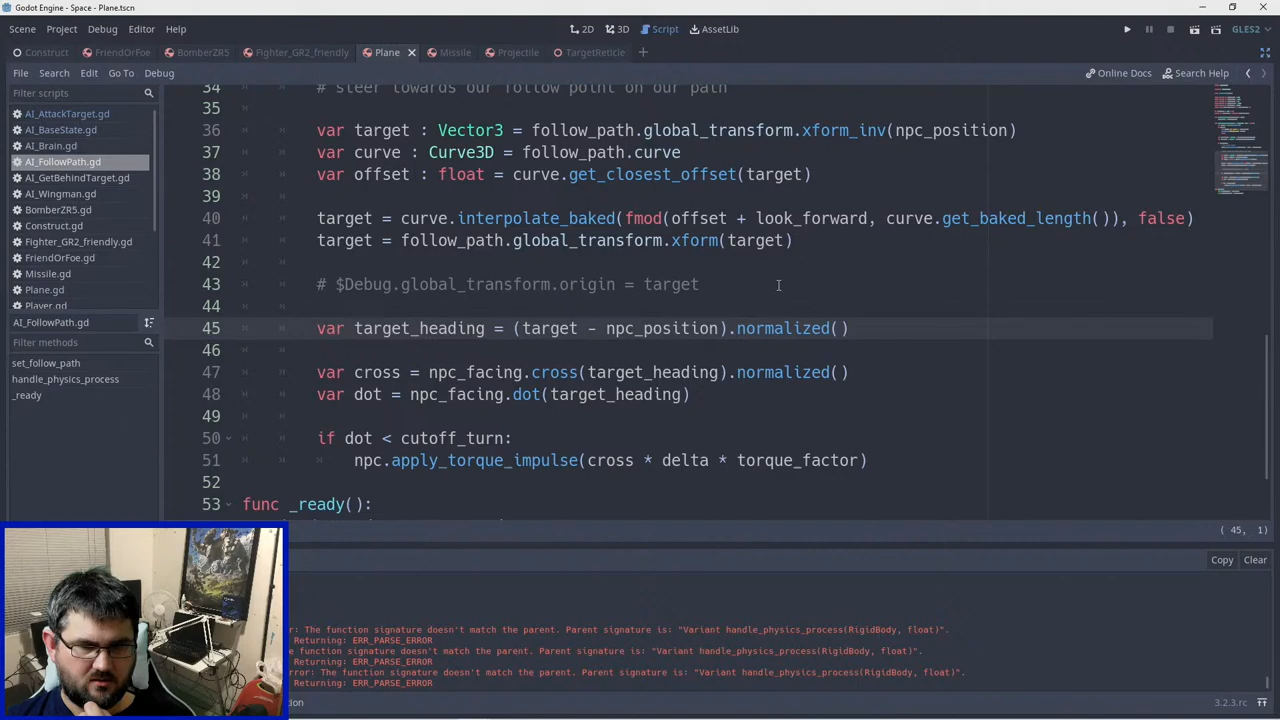 Godot Engine - Space - Plane.tscn
Scene Project Debug Editor Help
2D 3D Script AssetLib
GLES2
Construct FriendOrFoe BomberZR5 Fighter_GR2_friendly Plane Missile Projectile TargetReticle
File Search Edit Go To Debug
Online Docs Search Help
Filter scripts
AI_AttackTarget.gd
AI_BaseState.gd
AI_Brain.gd
AI_FollowPath.gd
AI_GetBehindTarget.gd
AI_Wingman.gd
BomberZR5.gd
Construct.gd
Fighter_GR2_friendly.gd
FriendOrFoe.gd
Missile.gd
Plane.gd
Player.gd
AI_FollowPath.gd
Filter methods
set_follow_path
handle_physics_process
_ready
34 # steer towards our follow point on our path
35
36 var target : Vector3 = follow_path.global_transform.xform_inv(npc_position)
37 var curve : Curve3D = follow_path.curve
38 var offset : float = curve.get_closest_offset(target)
39
40 target = curve.interpolate_baked(fmod(offset + look_forward, curve.get_baked_length()), false)
41 target = follow_path.global_transform.xform(target)
42
43 # $Debug.global_transform.origin = target
44
45 var target_heading = (target - npc_position).normalized()
46
47 var cross = npc_facing.cross(target_heading).normalized()
48 var dot = npc_facing.dot(target_heading)
49
50 if dot < cutoff_turn:
51 npc.apply_torque_impulse(cross * delta * torque_factor)
52
53 func _ready():
( 45, 1)
Copy Clear
: The function signature doesn't match the parent. Parent signature is: "Variant handle_physics_process(RigidBody, float)".
Returning: ERR_PARSE_ERROR
function signature doesn't match the parent. Parent signature is: "Variant handle_physics_process(RigidBody, float)".
Returning: ERR_PARSE_ERROR
: The function signature doesn't match the parent. Parent signature is: "Variant handle_physics_process(RigidBody, float)".
Returning: ERR_PARSE_ERROR
3.2.3.rc